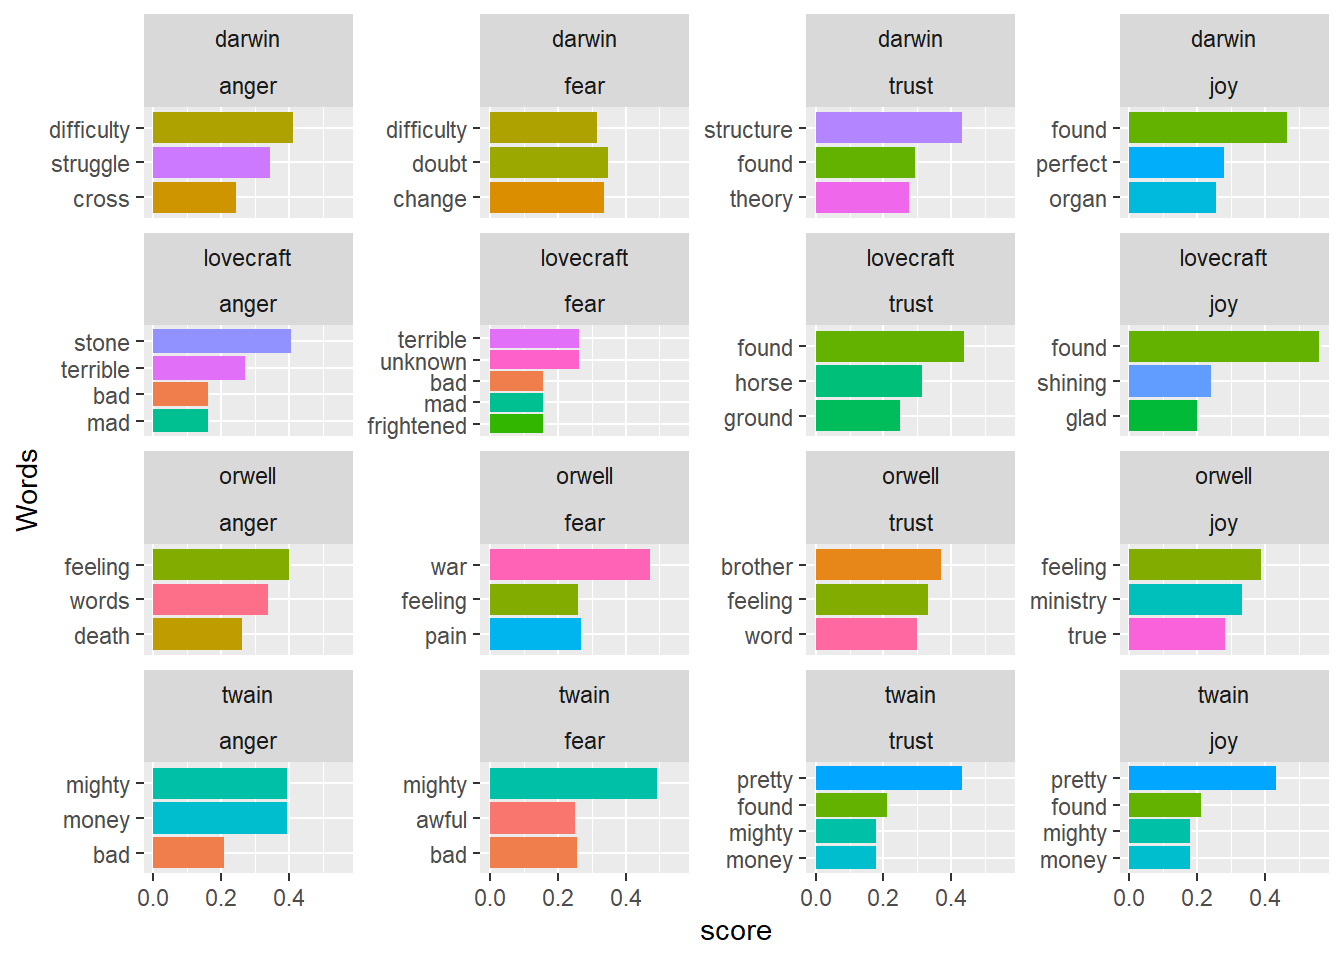 darwin
anger
difficulty
struggle
cross
darwin
fear
difficulty
doubt
change
darwin
trust
structure
found
theory
darwin
joy
found
perfect
organ
lovecraft
anger
stone
terrible
bad
mad
lovecraft
fear
terrible
unknown
bad
mad
frightened
lovecraft
trust
found
horse
ground
lovecraft
joy
found
shining
glad
orwell
anger
feeling
words
death
orwell
fear
war
feeling
pain
orwell
trust
brother
feeling
word
orwell
joy
feeling
ministry
true
twain
anger
mighty
money
bad
twain
fear
mighty
awful
bad
twain
trust
pretty
found
mighty
money
twain
joy
pretty
found
mighty
money
0.0 0.2 0.4
0.0 0.2 0.4
0.0 0.2 0.4
0.0 0.2 0.4
score
Words